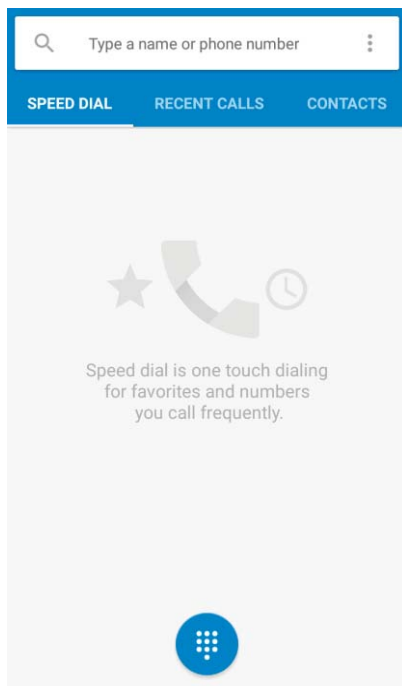 Type a name or phone number
SPEED DIAL RECENT CALLS CONTACTS
Speed dial is one touch dialing
for favorites and numbers
you call frequently.